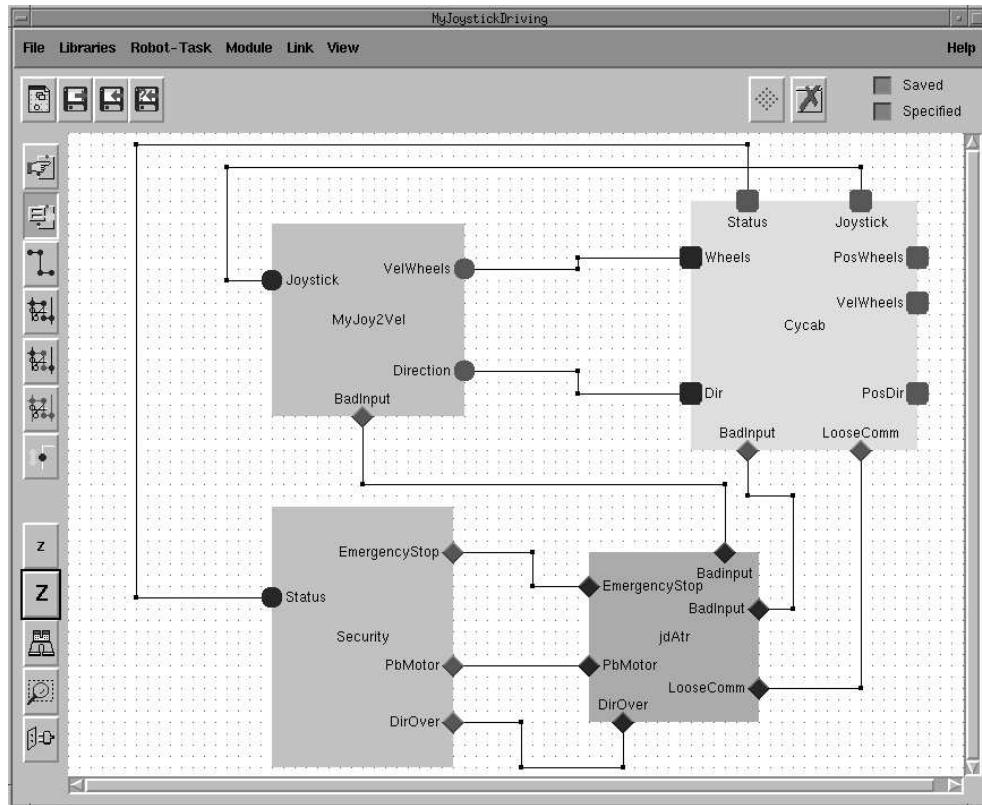 MyJoystickDriving
File Libraries Robot-Task Module Link View Help
Saved
Specified
Status Joystick
Wheels PosWheels
VelWheels
Cycab
Dir PosDir
BadInput LooseComm
VelWheels
Joystick
MyJoy2Vel
Direction
BadInput
EmergencyStop
Status
Security
PbMotor
DirOver
BadInput
EmergencyStop
BadInput
jdAtr
PbMotor
LooseComm
DirOver
z
Z